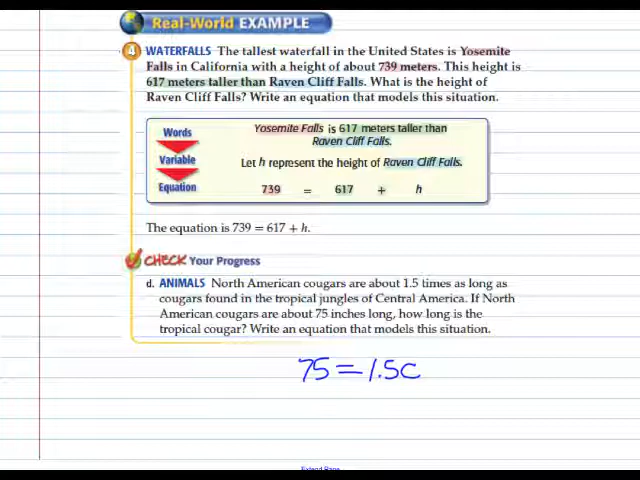 Real-World EXAMPLE
4 WATERFALLS The tallest waterfall in the United States is Yosemite
Falls in California with a height of about 739 meters. This height is
617 meters taller than Raven Cliff Falls. What is the height of
Raven Cliff Falls? Write an equation that models this situation.
Words Yosemite Falls is 617 meters taller than
Raven Cliff Falls.
Variable Let h represent the height of Raven Cliff Falls.
Equation 739 = 617 + h
The equation is 739 = 617 + h.
CHECK Your Progress
d. ANIMALS North American cougars are about 1.5 times as long as
cougars found in the tropical jungles of Central America. If North
American cougars are about 75 inches long, how long is the
tropical cougar? Write an equation that models this situation.
75 = 1.5c
Extend Page